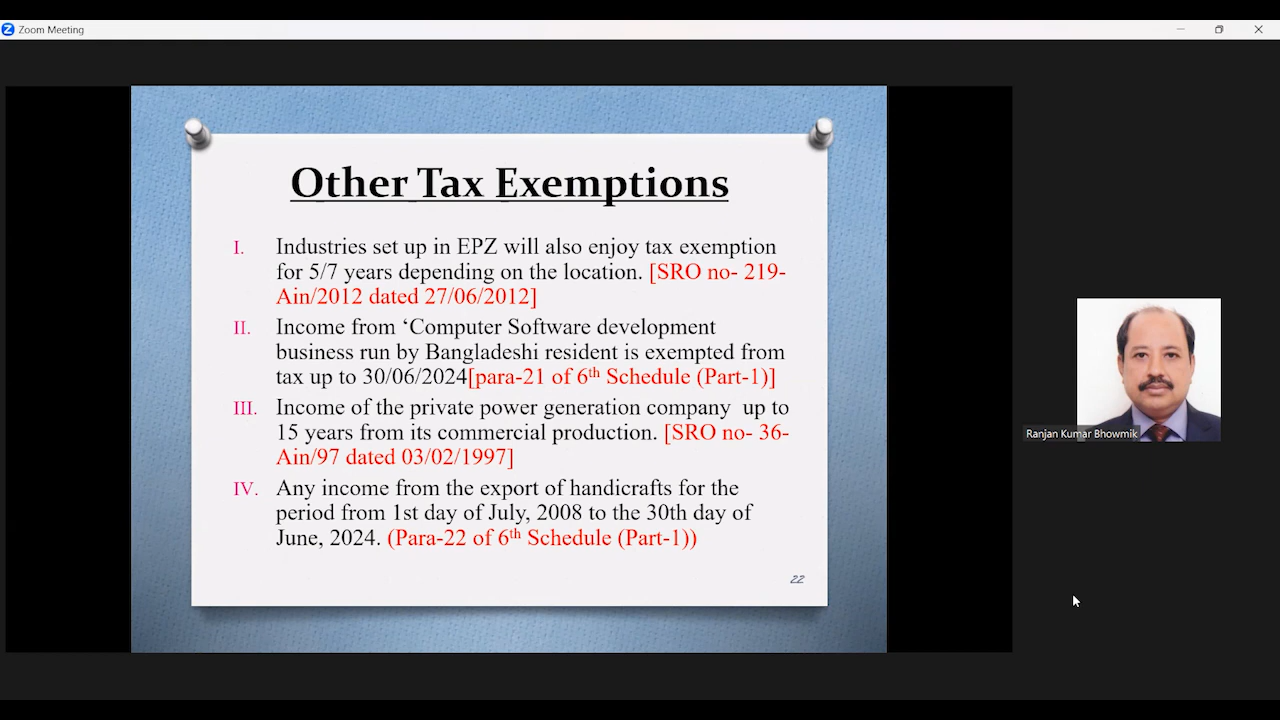 Zoom Meeting
Other Tax Exemptions
I. Industries set up in EPZ will also enjoy tax exemption
for 5/7 years depending on the location. [SRO no- 219-
Ain/2012 dated 27/06/2012]
II. Income from ‘Computer Software development
business run by Bangladeshi resident is exempted from
tax up to 30/06/2024[para-21 of 6th Schedule (Part-1)]
III. Income of the private power generation company up to
15 years from its commercial production. [SRO no- 36-
Ain/97 dated 03/02/1997]
IV. Any income from the export of handicrafts for the
period from 1st day of July, 2008 to the 30th day of
June, 2024. (Para-22 of 6th Schedule (Part-1))
22
Ranjan Kumar Bhowmik